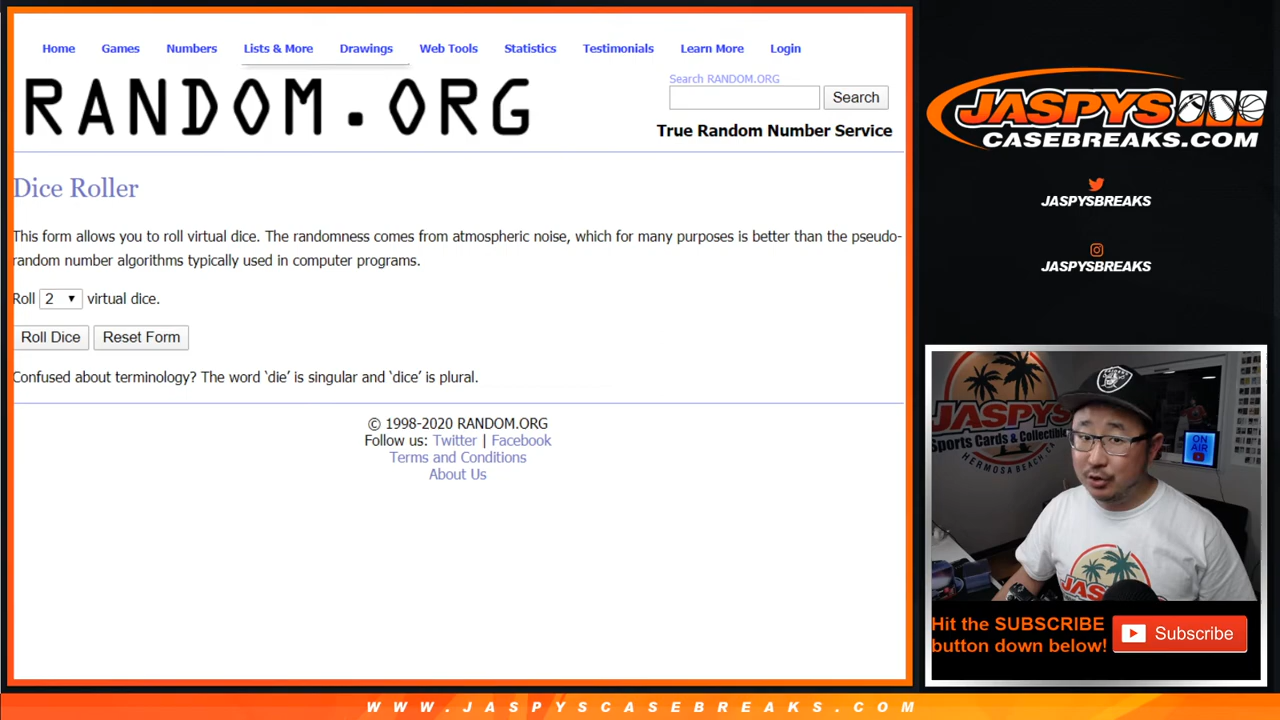 Home Games Numbers Lists & More Drawings Web Tools Statistics Testimonials Learn More Login
RANDOM.ORG
Search RANDOM.ORG
Search
True Random Number Service
Dice Roller
This form allows you to roll virtual dice. The randomness comes from atmospheric noise, which for many purposes is better than the pseudo-
random number algorithms typically used in computer programs.
Roll 2 virtual dice.
Roll Dice Reset Form
Confused about terminology? The word ‘die’ is singular and ‘dice’ is plural.
© 1998-2020 RANDOM.ORG
Follow us: Twitter | Facebook
Terms and Conditions
About Us
JASPYS
CASEBREAKS.COM
JASPYSBREAKS
JASPYSBREAKS
JASPYS
Sports Cards & Collectibles
HERMOSA BEACH, CA
ON
AIR
JASPYS
Hit the SUBSCRIBE
button down below!
Subscribe
WWW.JASPYSCASEBREAKS.COM